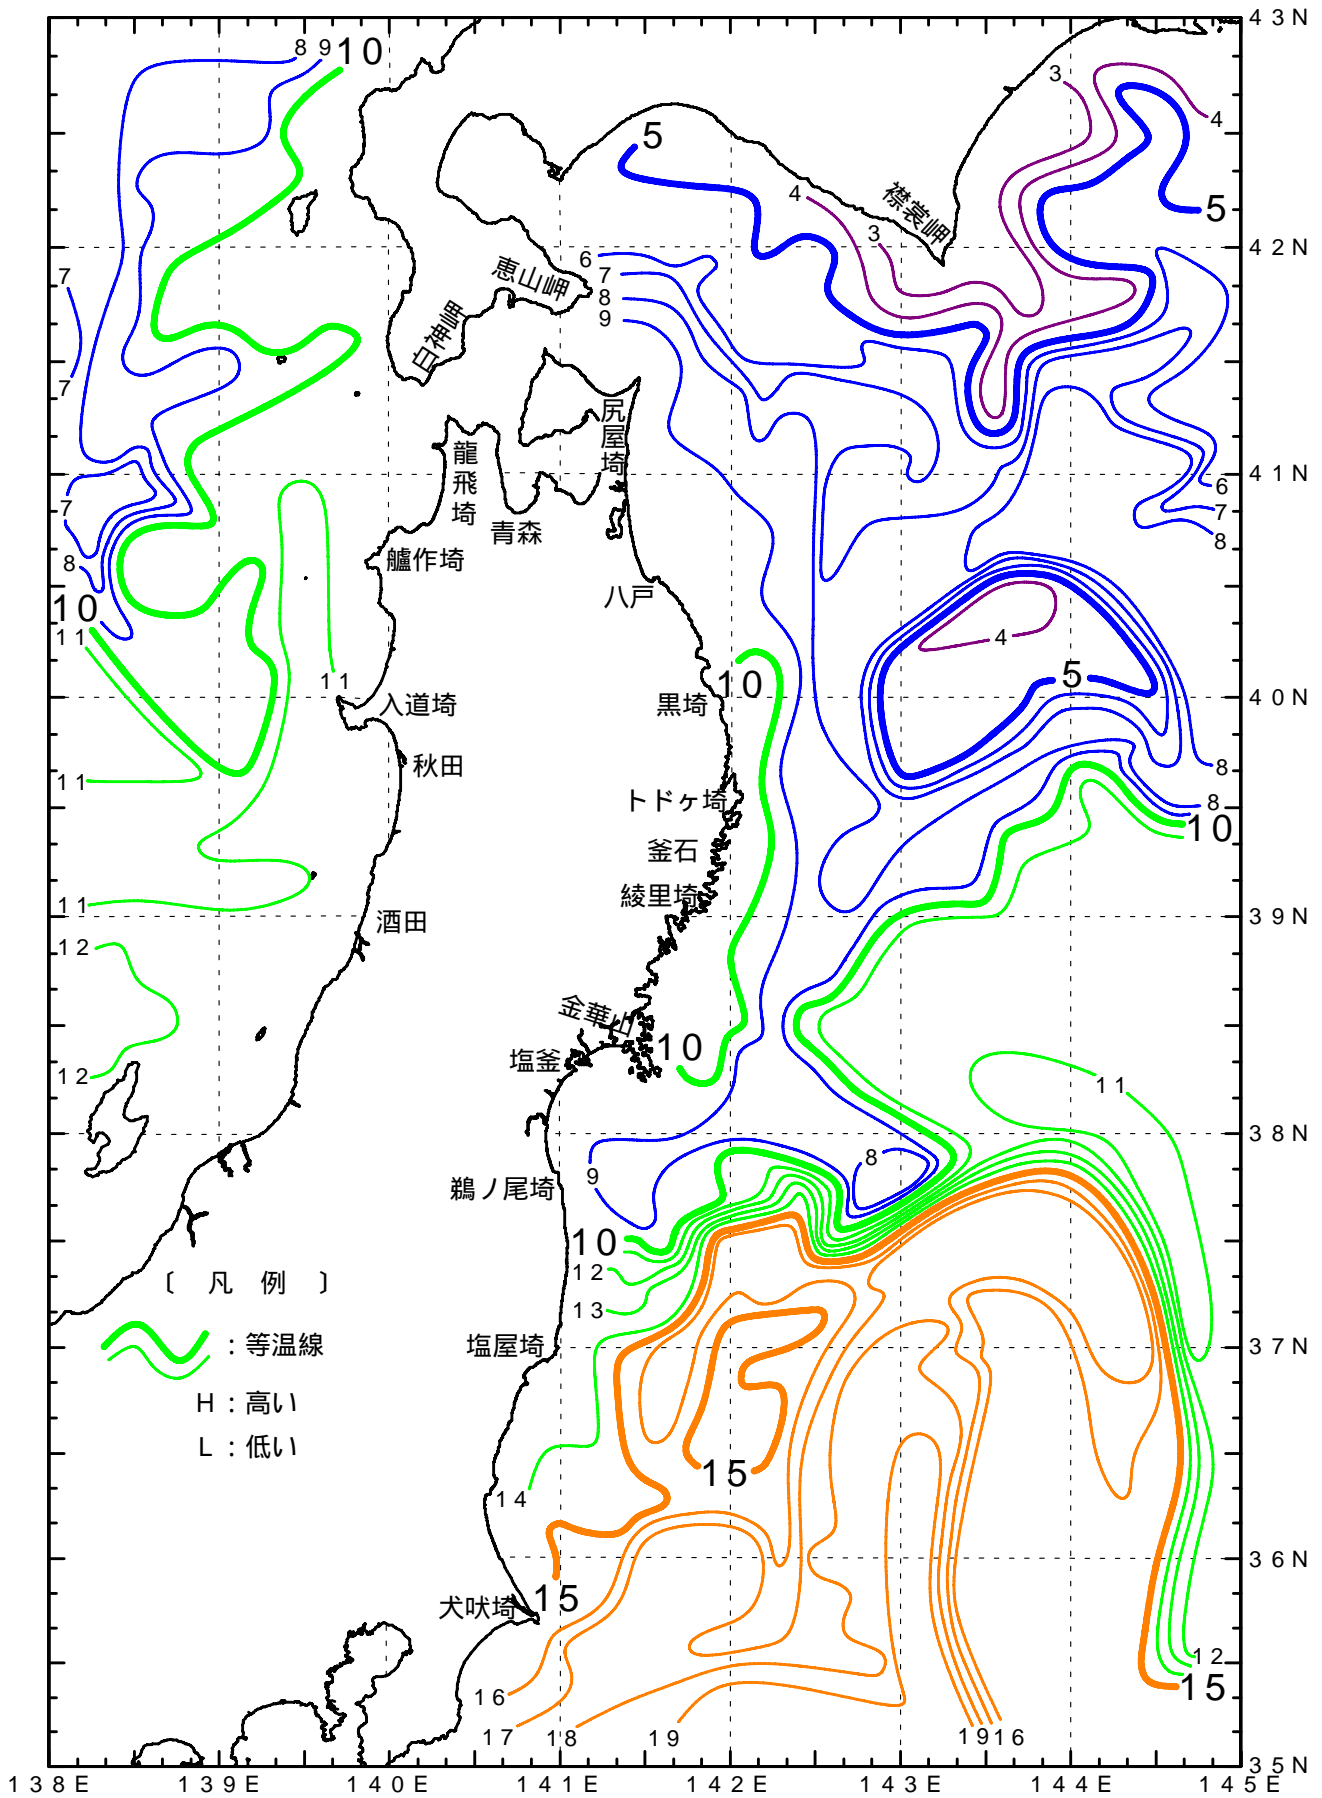 43N
8 9 10
3
4
5
5
4
襟裳岬
3
42N
6
恵山岬
7
7
8
9
白神岬
7
尻屋埼
龍飛埼
41N
6
7
7
青森
8
8
艫作埼
八戸
10
11
4
11
10
5
40N
入道埼
黒埼
秋田
8
トドヶ埼
8
10
釜石
綾里埼
11
11
39N
酒田
12
金華山
10
塩釜
12
11
38N
8
9
鵜ノ尾埼
10
12
〔 凡 例 〕
13
：等温線
塩屋埼
37N
H：高い
L：低い
15
14
36N
15
犬吠埼
12
15
16
17 18 19 1916
35N
138E 139E 140E 141E 142E 143E 144E 145E